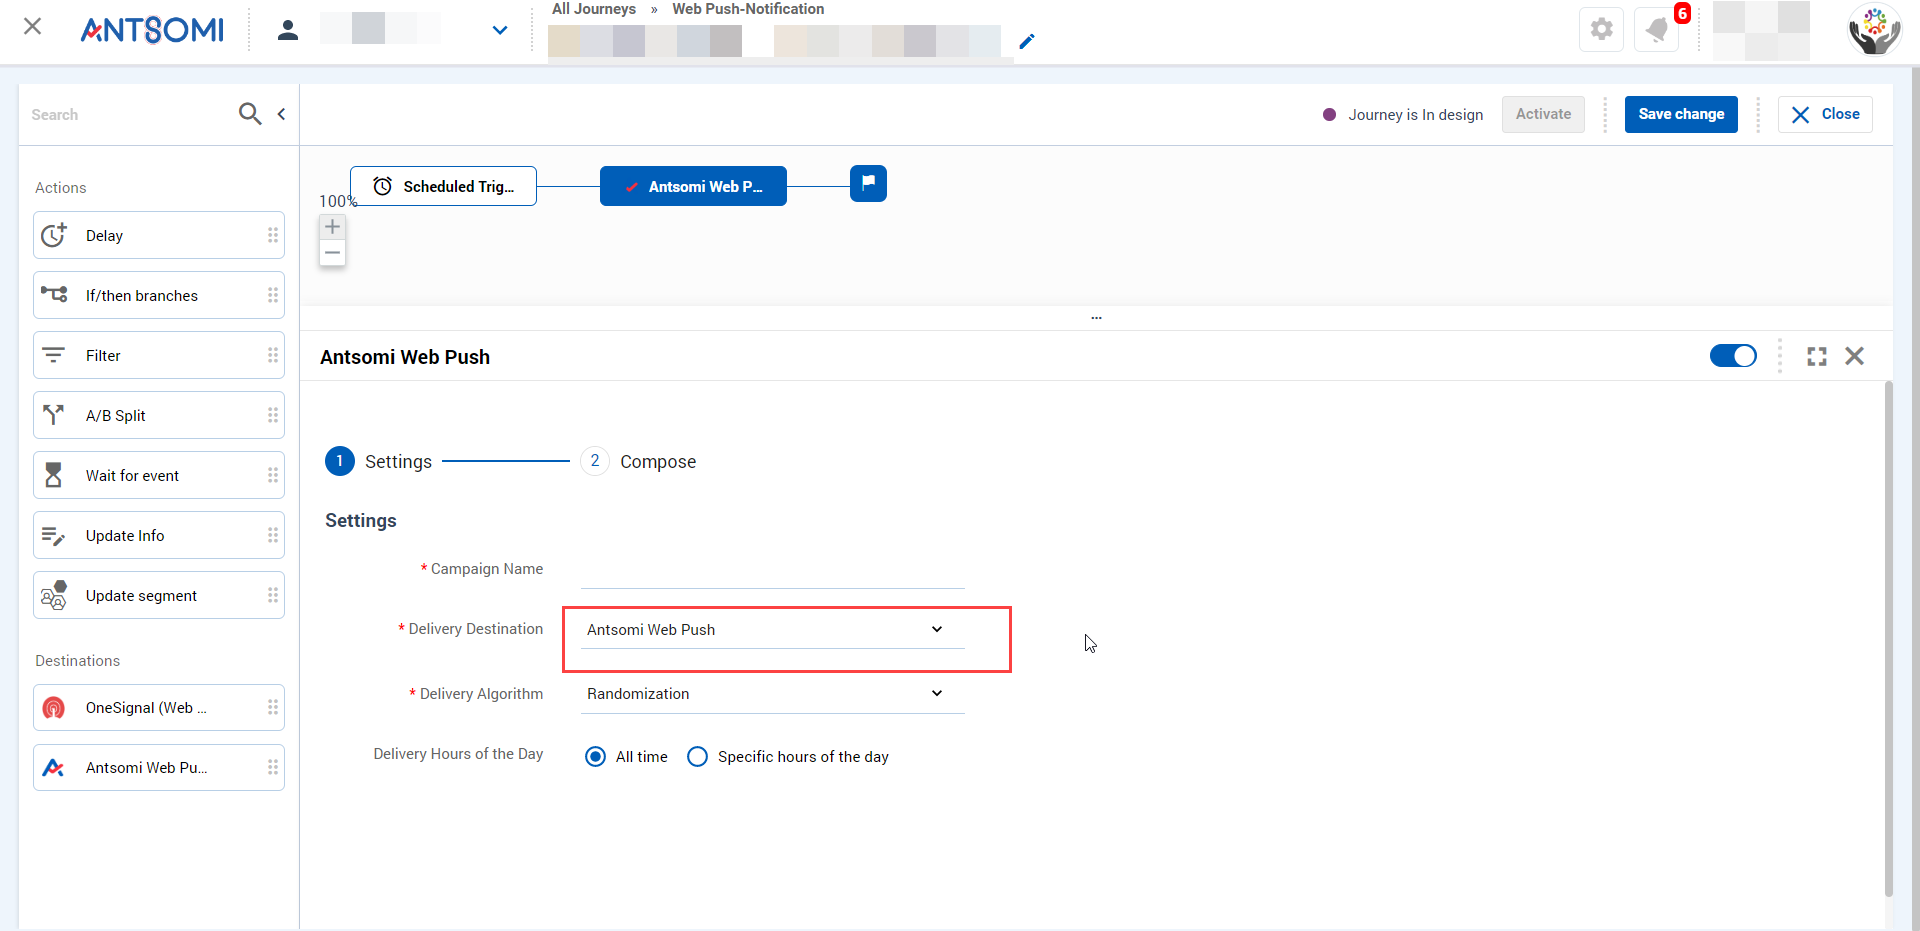 ANTSOMI
All Journeys » Web Push-Notification
6
Search
Journey is In design
Activate
Save change
Close
Actions
Delay
If/then branches
Filter
A/B Split
Wait for event
Update Info
Update segment
Destinations
OneSignal (Web ...
Antsomi Web Pu...
100%
Scheduled Trig...
Antsomi Web P...
...
Antsomi Web Push
1 Settings
2 Compose
Settings
* Campaign Name
* Delivery Destination
Antsomi Web Push
* Delivery Algorithm
Randomization
Delivery Hours of the Day
All time
Specific hours of the day